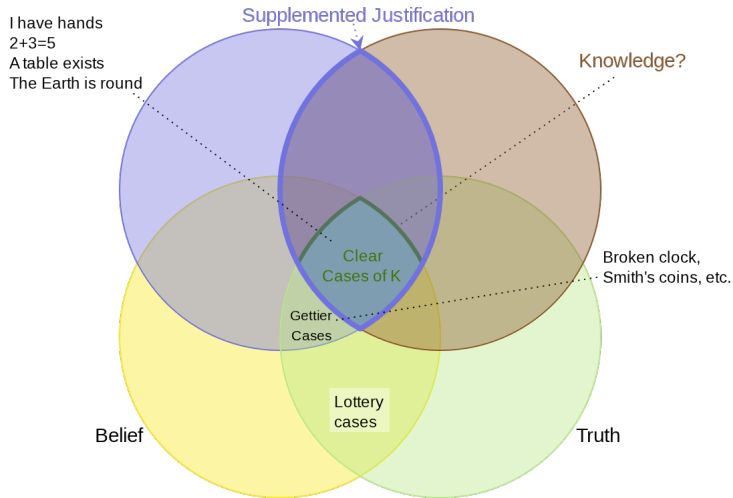 I have hands
2+3=5
A table exists
The Earth is round
Supplemented Justification
Knowledge?
Clear
Cases of K
Broken clock,
Smith's coins, etc.
Gettier
Cases
Lottery
cases
Belief
Truth